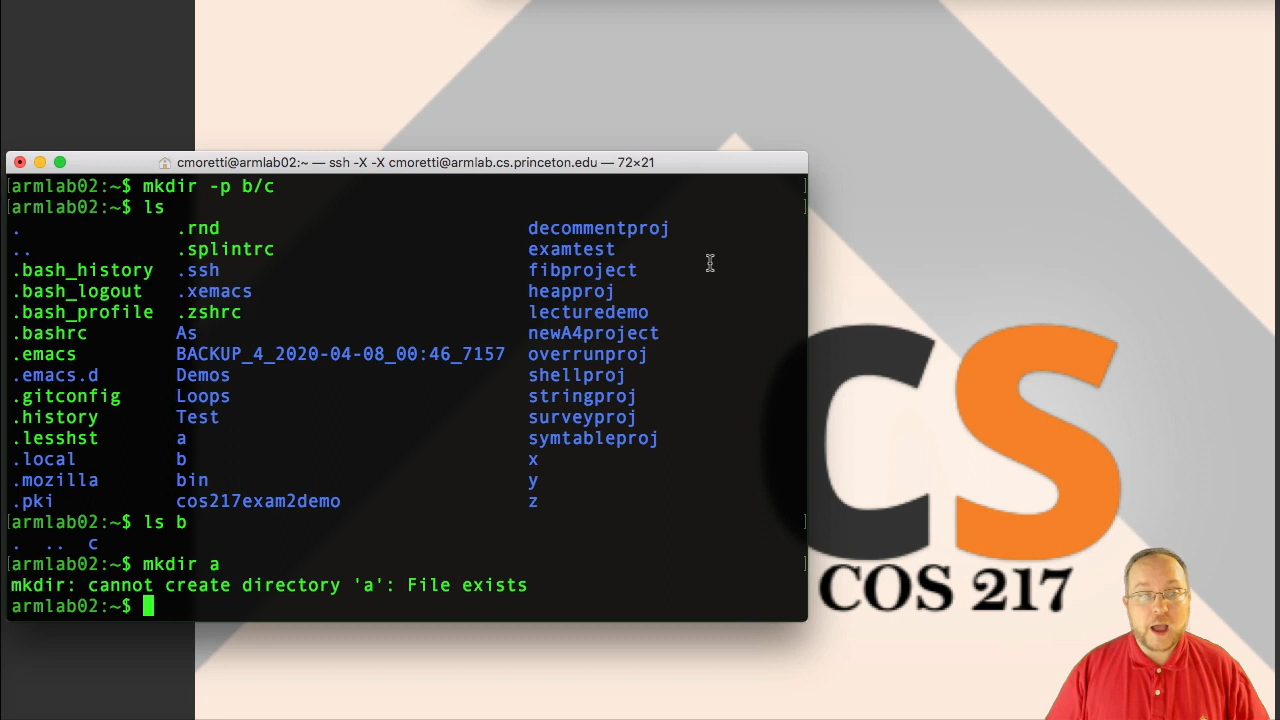 cmoretti@armlab02:~ — ssh -X -X cmoretti@armlab.cs.princeton.edu — 72×21
[armlab02:~$ mkdir -p b/c ]
[armlab02:~$ ls ]
. .rnd decommentproj
.. .splintrc examtest
.bash_history .ssh fibproject
.bash_logout .xemacs heapproj
.bash_profile .zshrc lecturedemo
.bashrc As newA4project
.emacs BACKUP_4_2020-04-08_00:46_7157 overrunproj
.emacs.d Demos shellproj
.gitconfig Loops stringproj
.history Test surveyproj
.lesshst a symtableproj
.local b x
.mozilla bin y
.pki cos217exam2demo z
[armlab02:~$ ls b ]
. .. c
[armlab02:~$ mkdir a ]
mkdir: cannot create directory 'a': File exists
armlab02:~$
CS
COS 217